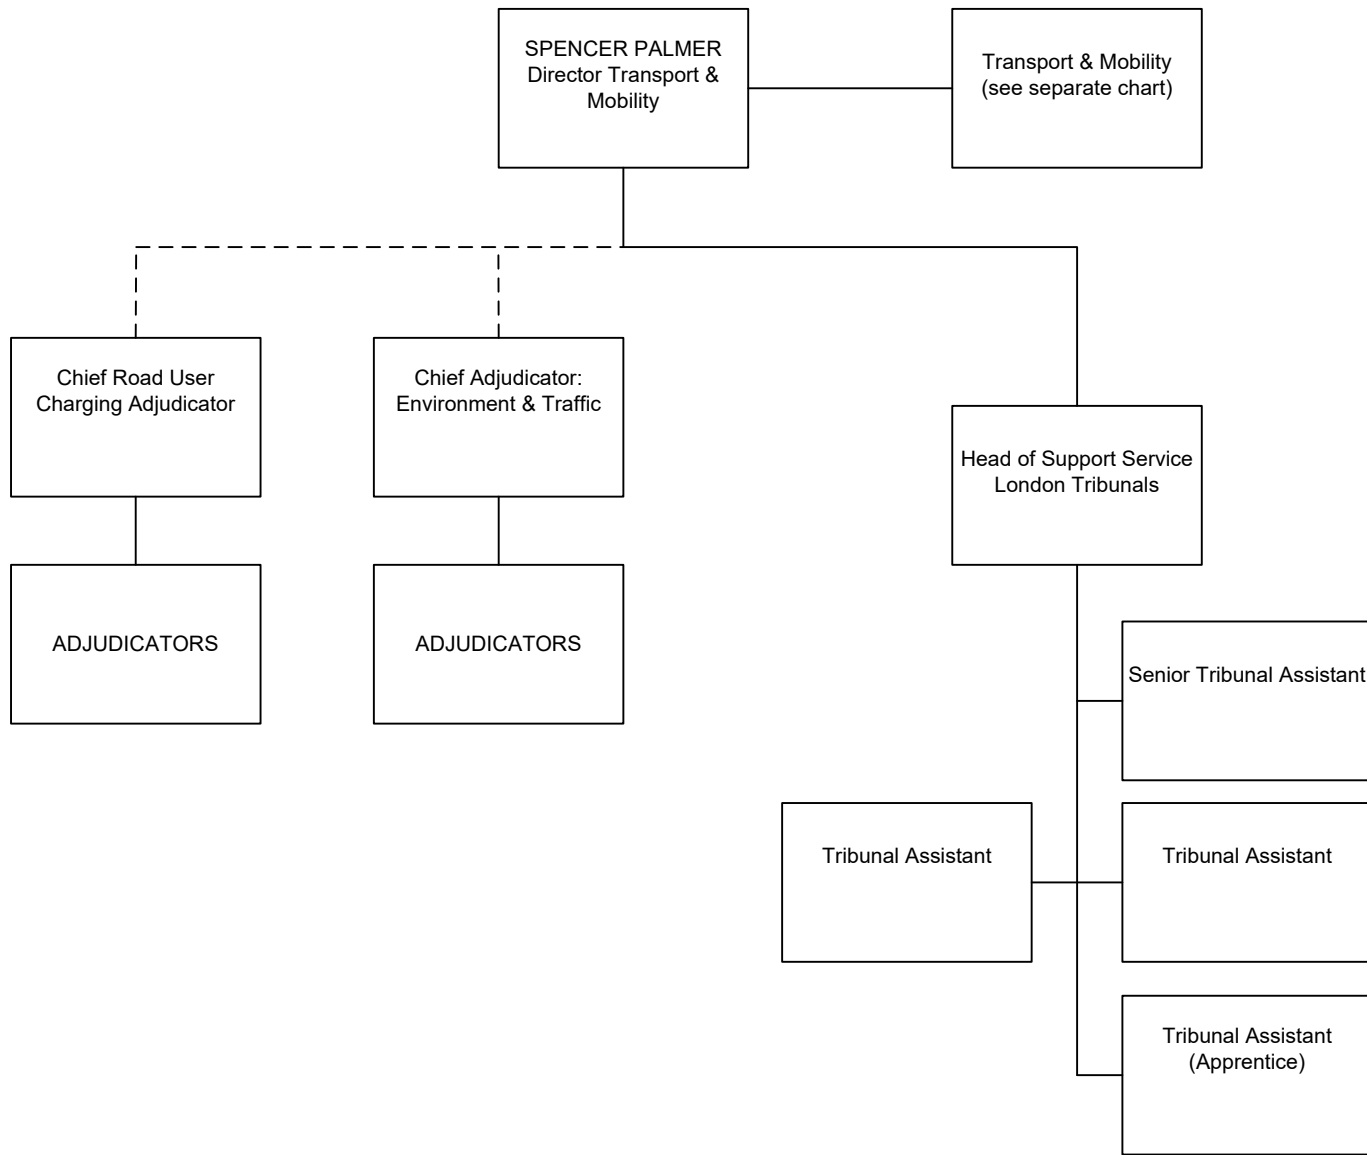 SPENCER PALMER
Director Transport &
Mobility
Transport & Mobility
(see separate chart)
Chief Road User
Charging Adjudicator
Chief Adjudicator:
Environment & Traffic
Head of Support Service
London Tribunals
ADJUDICATORS
ADJUDICATORS
Senior Tribunal Assistant
Tribunal Assistant
Tribunal Assistant
Tribunal Assistant
(Apprentice)